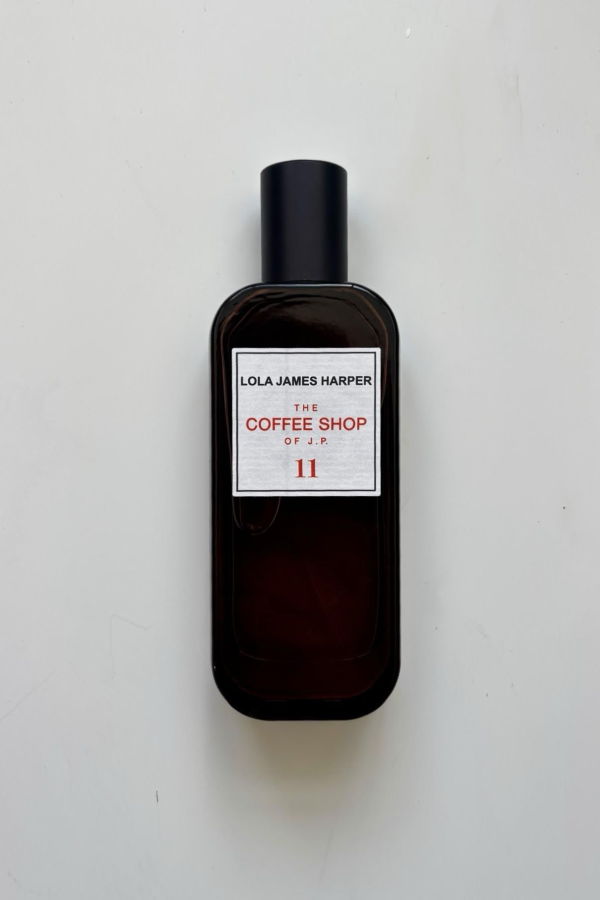 LOLA JAMES HARPER
THE
COFFEE SHOP
OF J.P.
11